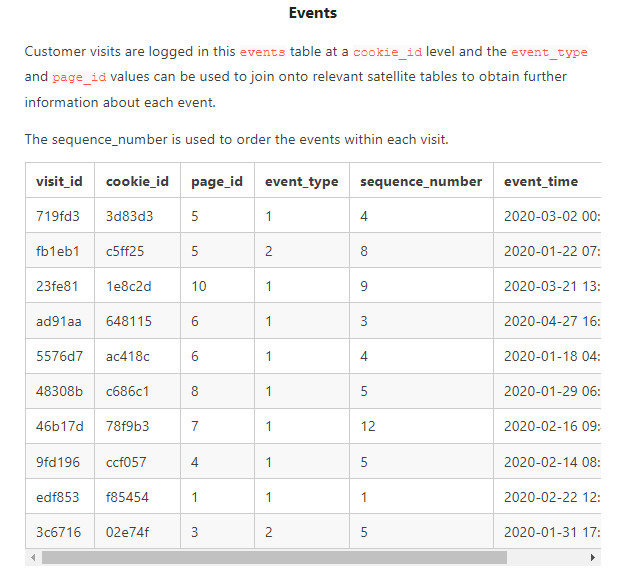 Events
Customer visits are logged in this events table at a cookie_id level and the event_type
and page_id values can be used to join onto relevant satellite tables to obtain further
information about each event.
The sequence_number is used to order the events within each visit.
visit_id cookie_id page_id event_type sequence_number event_time
719fd3 3d83d3 5 1 4 2020-03-02 00:
fb1eb1 c5ff25 5 2 8 2020-01-22 07:
23fe81 1e8c2d 10 1 9 2020-03-21 13:
ad91aa 648115 6 1 3 2020-04-27 16:
5576d7 ac418c 6 1 4 2020-01-18 04:
48308b c686c1 8 1 5 2020-01-29 06:
46b17d 78f9b3 7 1 12 2020-02-16 09:
9fd196 ccf057 4 1 5 2020-02-14 08:
edf853 f85454 1 1 1 2020-02-22 12:
3c6716 02e74f 3 2 5 2020-01-31 17: